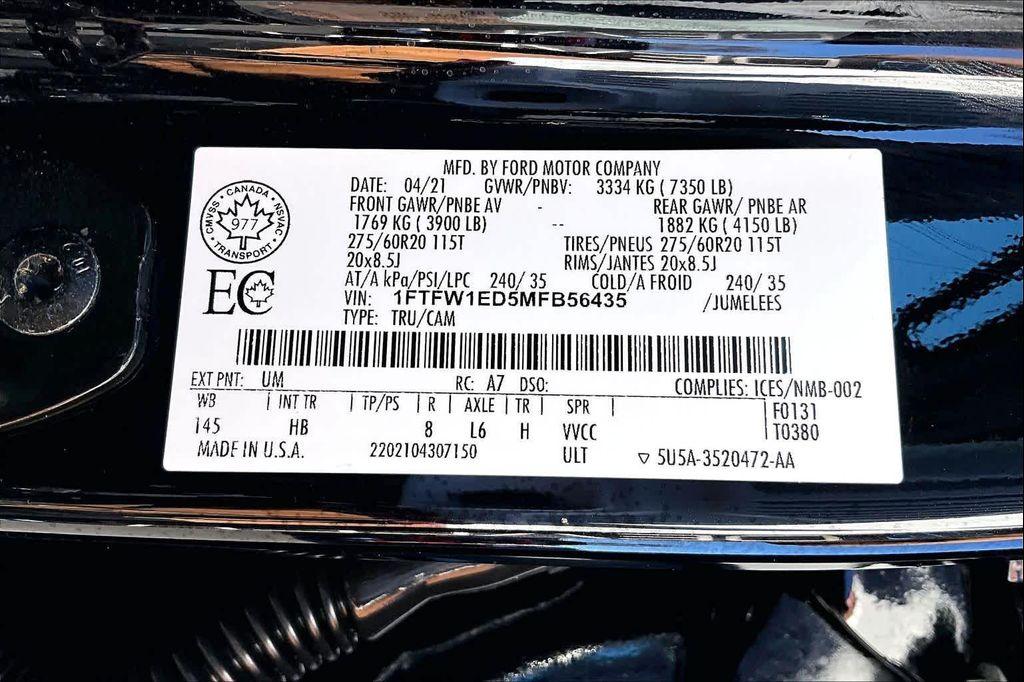 MFD. BY FORD MOTOR COMPANY
DATE: 04/21 GVWR/PNBV: 3334 KG ( 7350 LB)
FRONT GAWR/PNBE AV - REAR GAWR/ PNBE AR
1769 KG ( 3900 LB) -- 1882 KG ( 4150 LB)
275/60R20 115T TIRES/PNEUS 275/60R20 115T
20x8.5J RIMS/JANTES 20x8.5J
AT/A kPa/PSI/LPC 240/ 35 COLD/A FROID 240/ 35
VIN: 1FTFW1ED5MFB56435 /JUMELEES
TYPE: TRU/CAM
CANADA
CMVSS NSVAC
977
TRANSPORT
EC
EXT PNT: UM RC: A7 DSO: COMPLIES: ICES/NMB-002
WB | INT TR | TP/PS | R | AXLE | TR | SPR | F0131
145 HB 8 L6 H VVCC | T0380
MADE IN U.S.A. 2202104307150 ULT ▽ 5U5A-3520472-AA